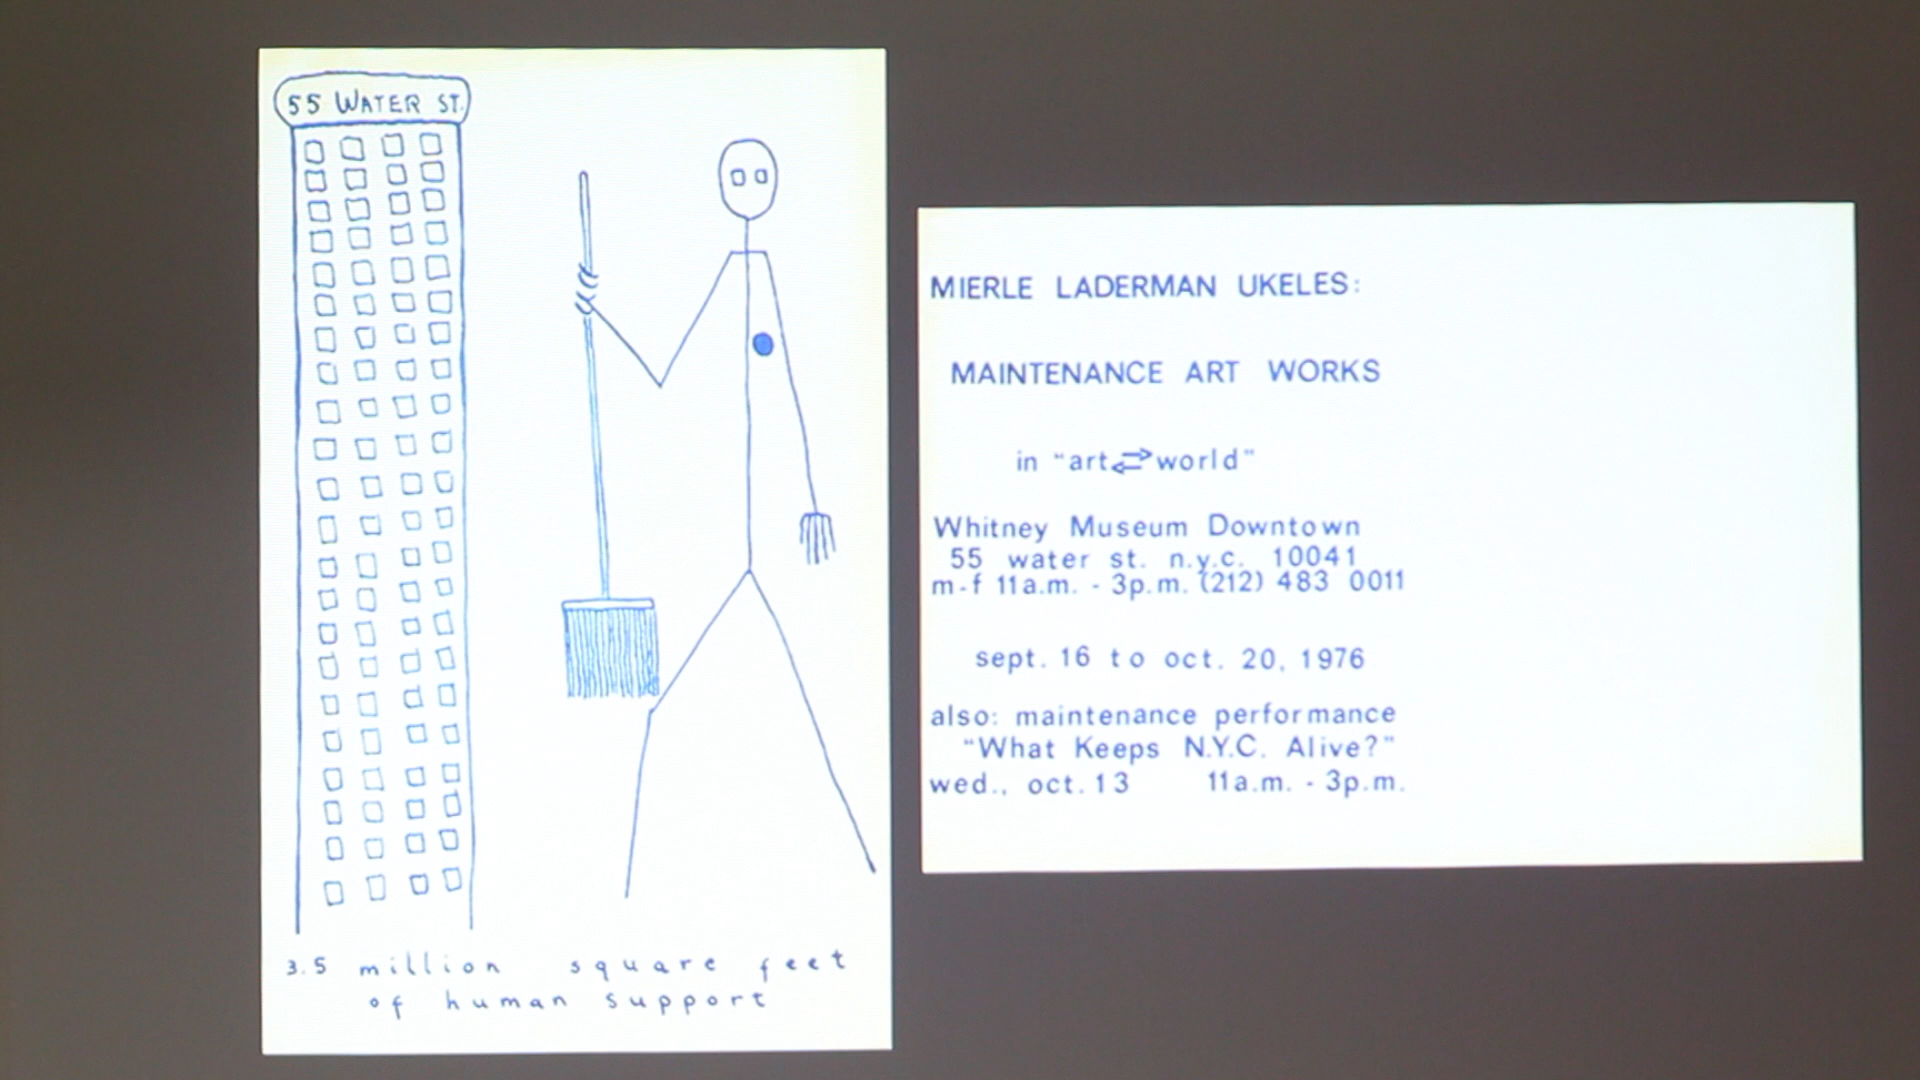 55 WATER ST.
3.5 million square feet
of human support
MIERLE LADERMAN UKELES:
MAINTENANCE ART WORKS
in "art⇄world"
Whitney Museum Downtown
55 water st. n.y.c. 10041
m-f 11a.m. - 3p.m. (212) 483 0011
sept. 16 to oct. 20, 1976
also: maintenance performance
"What Keeps N.Y.C. Alive?"
wed., oct. 13 11a.m. - 3p.m.